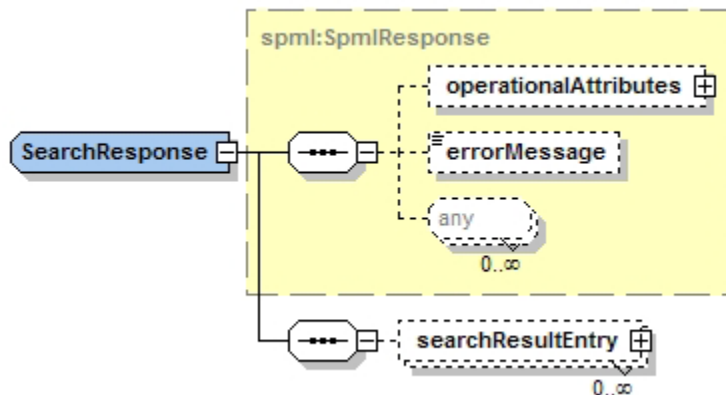 spml:SpmlResponse
operationalAttributes
SearchResponse
errorMessage
any
0..∞
searchResultEntry
0..∞